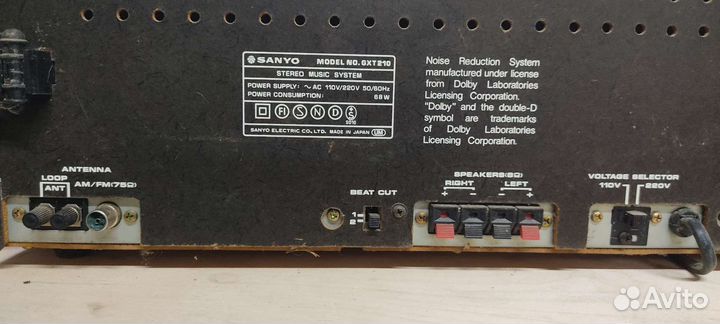 SANYO MODEL NO. GXT210
STEREO MUSIC SYSTEM
POWER SUPPLY: ~ AC 110V/220V 50/60Hz
POWER CONSUMPTION: 68W
FI N D S
SANYO ELECTRIC CO., LTD. MADE IN JAPAN UM
Noise Reduction System
manufactured under license
from Dolby Laboratories
Licensing Corporation.
"Dolby" and the double-D
symbol are trademarks
of Dolby Laboratories
Licensing Corporation.
ANTENNA
LOOP
ANT
AM/FM(75Ω)
BEAT CUT
1
2
SPEAKERS(8Ω)
RIGHT LEFT
+ − − +
VOLTAGE SELECTOR
110V 220V
Avito